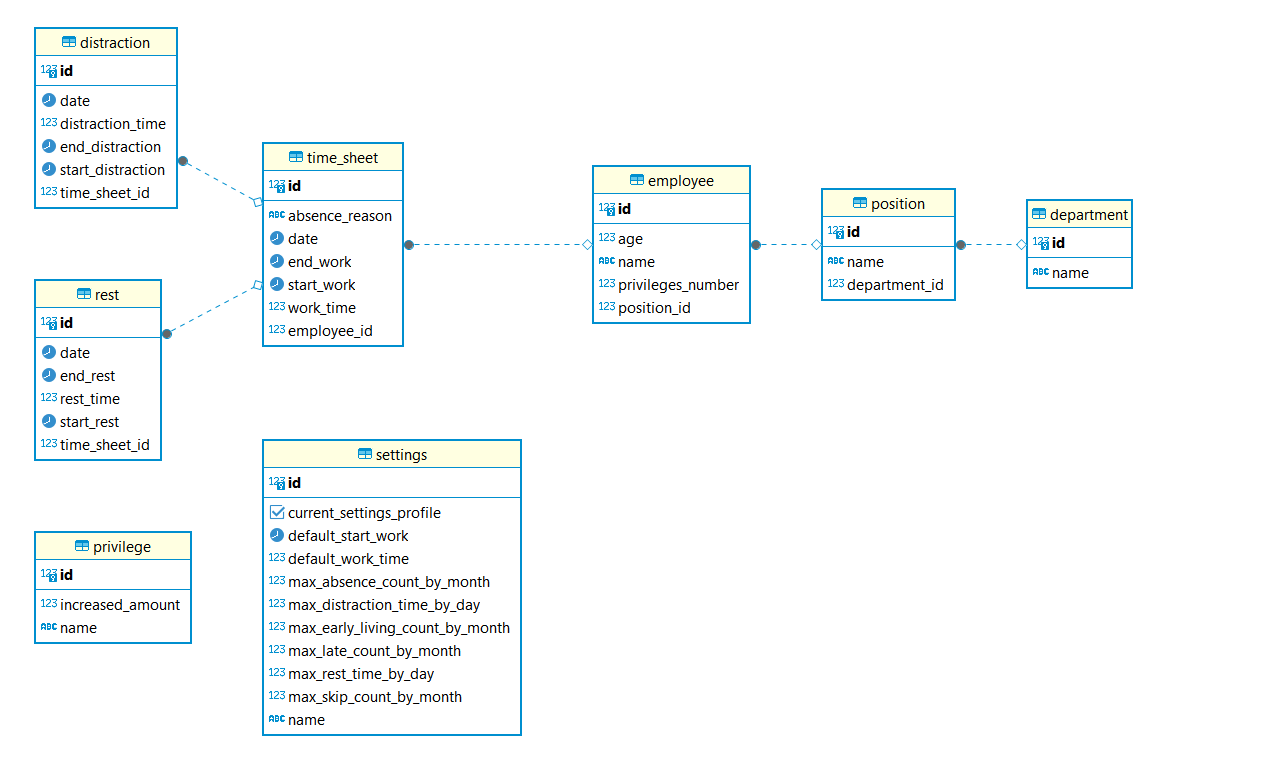 distraction
123 id
date
123 distraction_time
end_distraction
start_distraction
123 time_sheet_id
time_sheet
123 id
ABC absence_reason
date
end_work
start_work
123 work_time
123 employee_id
employee
123 id
123 age
ABC name
123 privileges_number
123 position_id
position
123 id
ABC name
123 department_id
department
123 id
ABC name
rest
123 id
date
end_rest
123 rest_time
start_rest
123 time_sheet_id
settings
123 id
current_settings_profile
default_start_work
123 default_work_time
123 max_absence_count_by_month
123 max_distraction_time_by_day
123 max_early_living_count_by_month
123 max_late_count_by_month
123 max_rest_time_by_day
123 max_skip_count_by_month
ABC name
privilege
123 id
123 increased_amount
ABC name